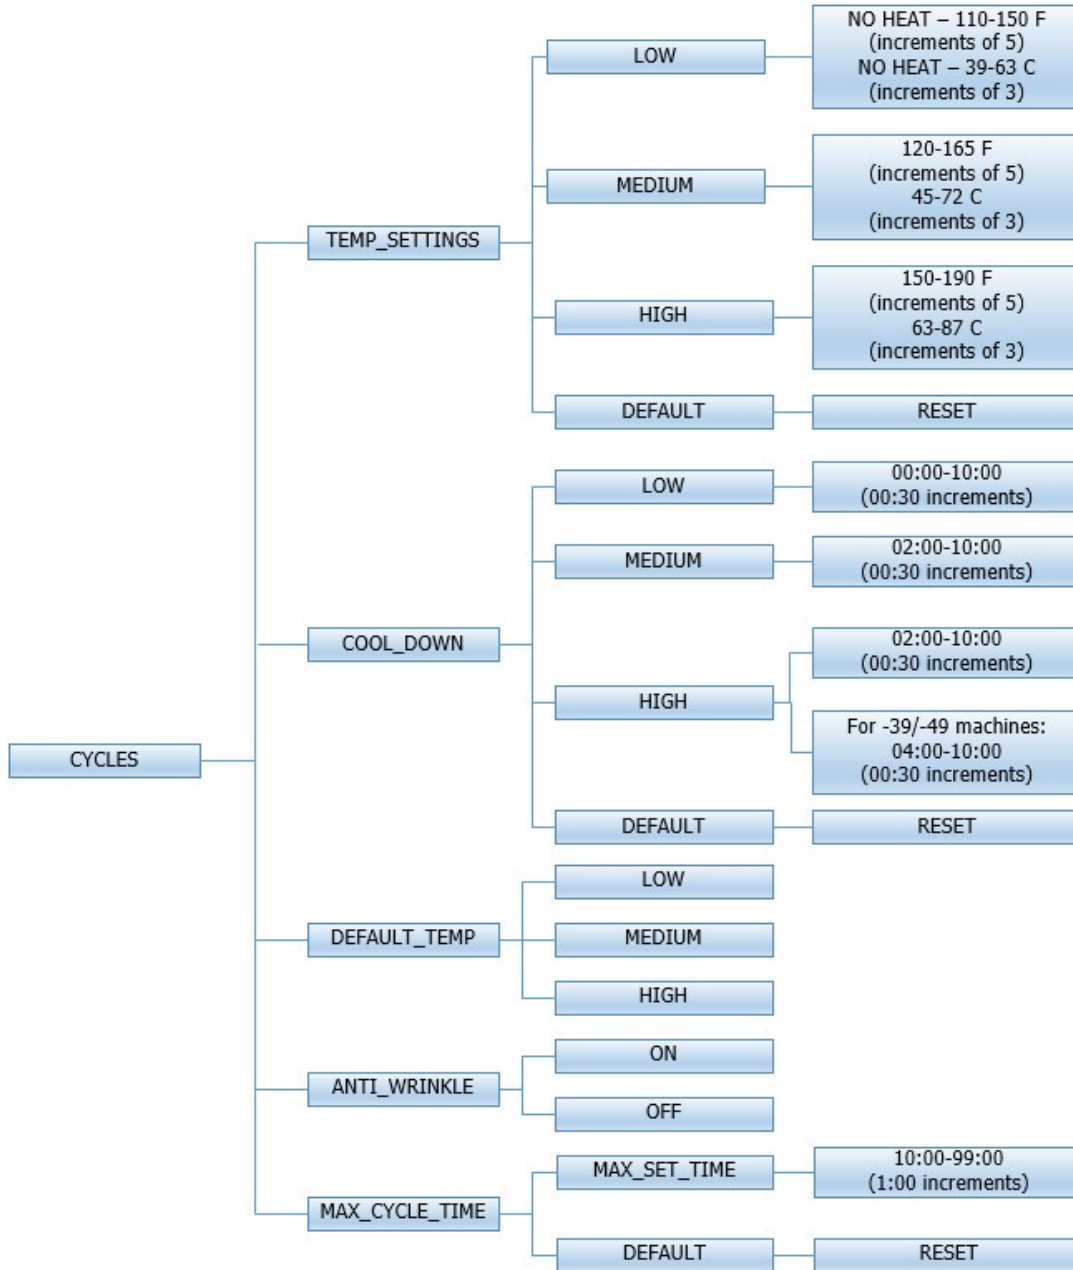 CYCLES
TEMP_SETTINGS
LOW
NO HEAT – 110-150 F
(increments of 5)
NO HEAT – 39-63 C
(increments of 3)
MEDIUM
120-165 F
(increments of 5)
45-72 C
(increments of 3)
HIGH
150-190 F
(increments of 5)
63-87 C
(increments of 3)
DEFAULT
RESET
COOL_DOWN
LOW
00:00-10:00
(00:30 increments)
MEDIUM
02:00-10:00
(00:30 increments)
HIGH
02:00-10:00
(00:30 increments)
For -39/-49 machines:
04:00-10:00
(00:30 increments)
DEFAULT
RESET
DEFAULT_TEMP
LOW
MEDIUM
HIGH
ANTI_WRINKLE
ON
OFF
MAX_CYCLE_TIME
MAX_SET_TIME
10:00-99:00
(1:00 increments)
DEFAULT
RESET